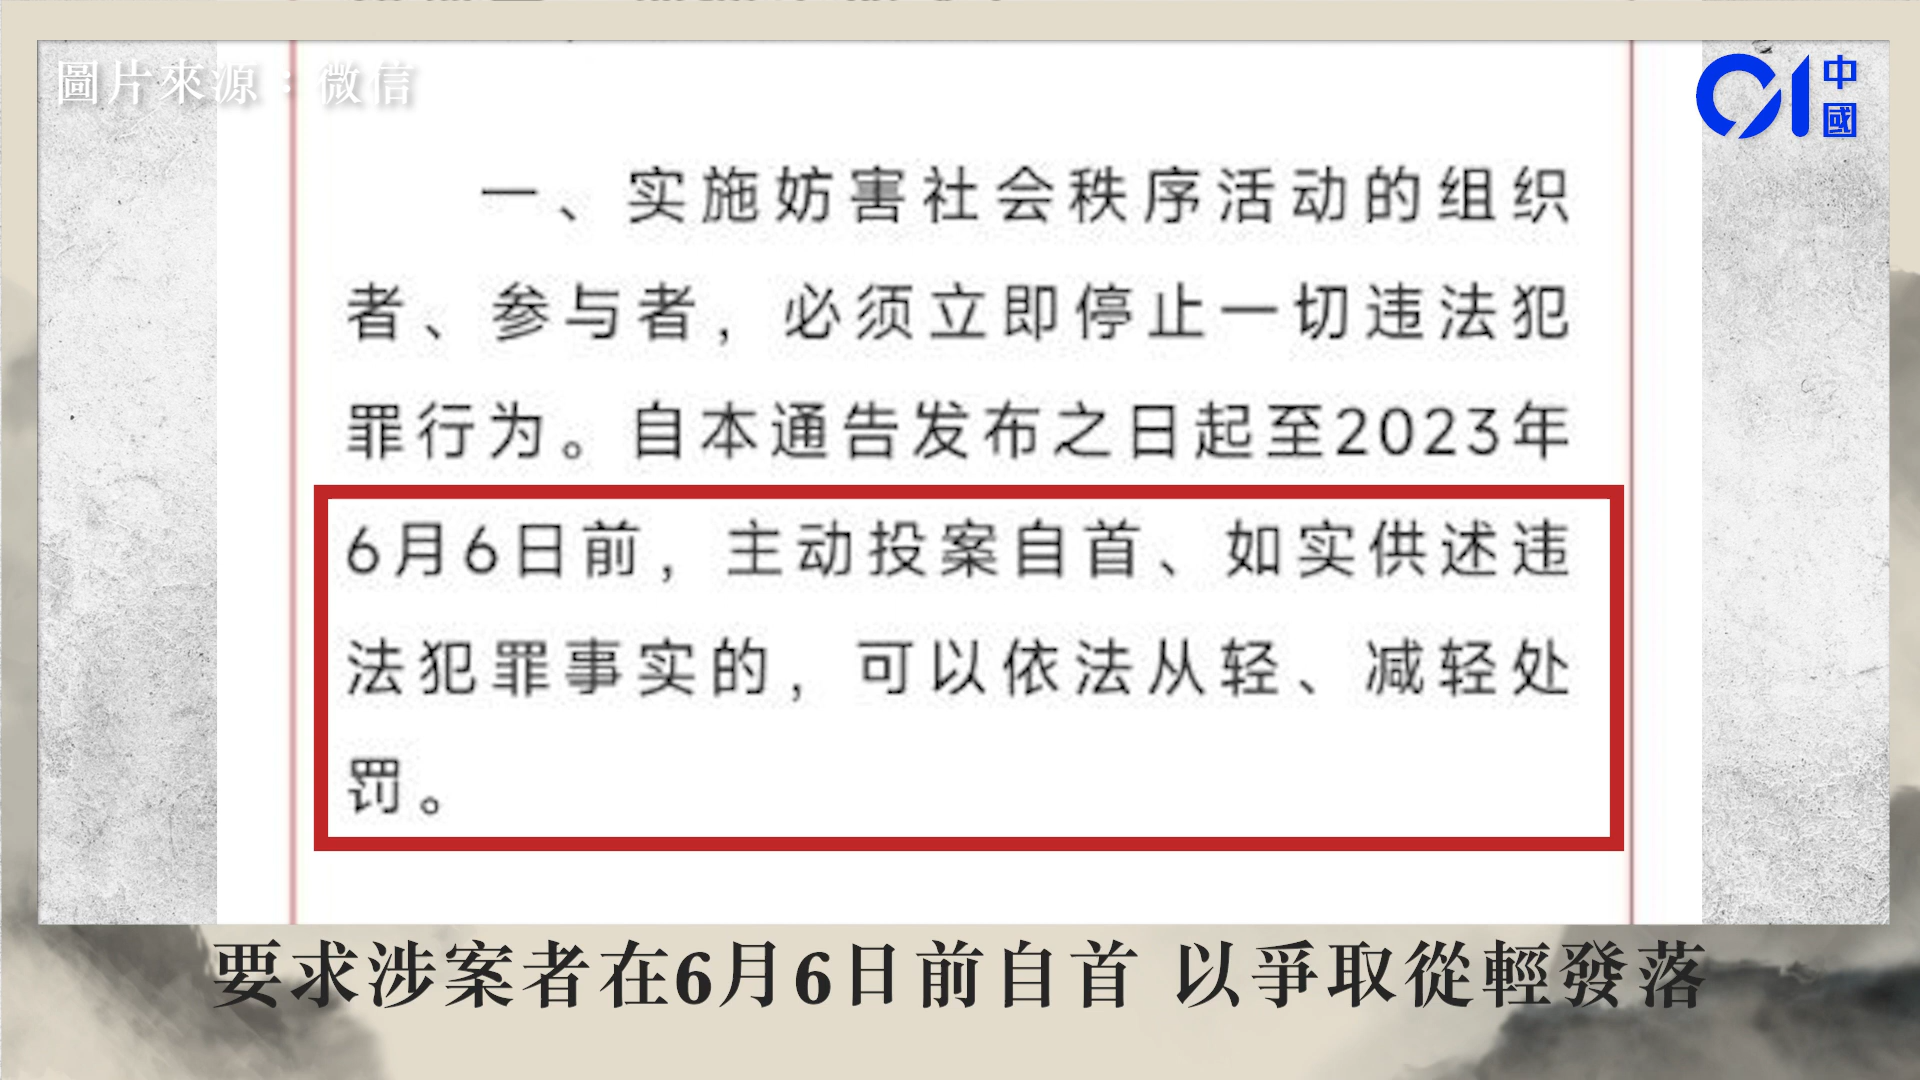 圖片來源：微信
01
中
國
一、实施妨害社会秩序活动的组织
者、参与者，必须立即停止一切违法犯
罪行为。自本通告发布之日起至2023年
6月6日前，主动投案自首、如实供述违
法犯罪事实的，可以依法从轻、减轻处
罚。
要求涉案者在6月6日前自首 以爭取從輕發落